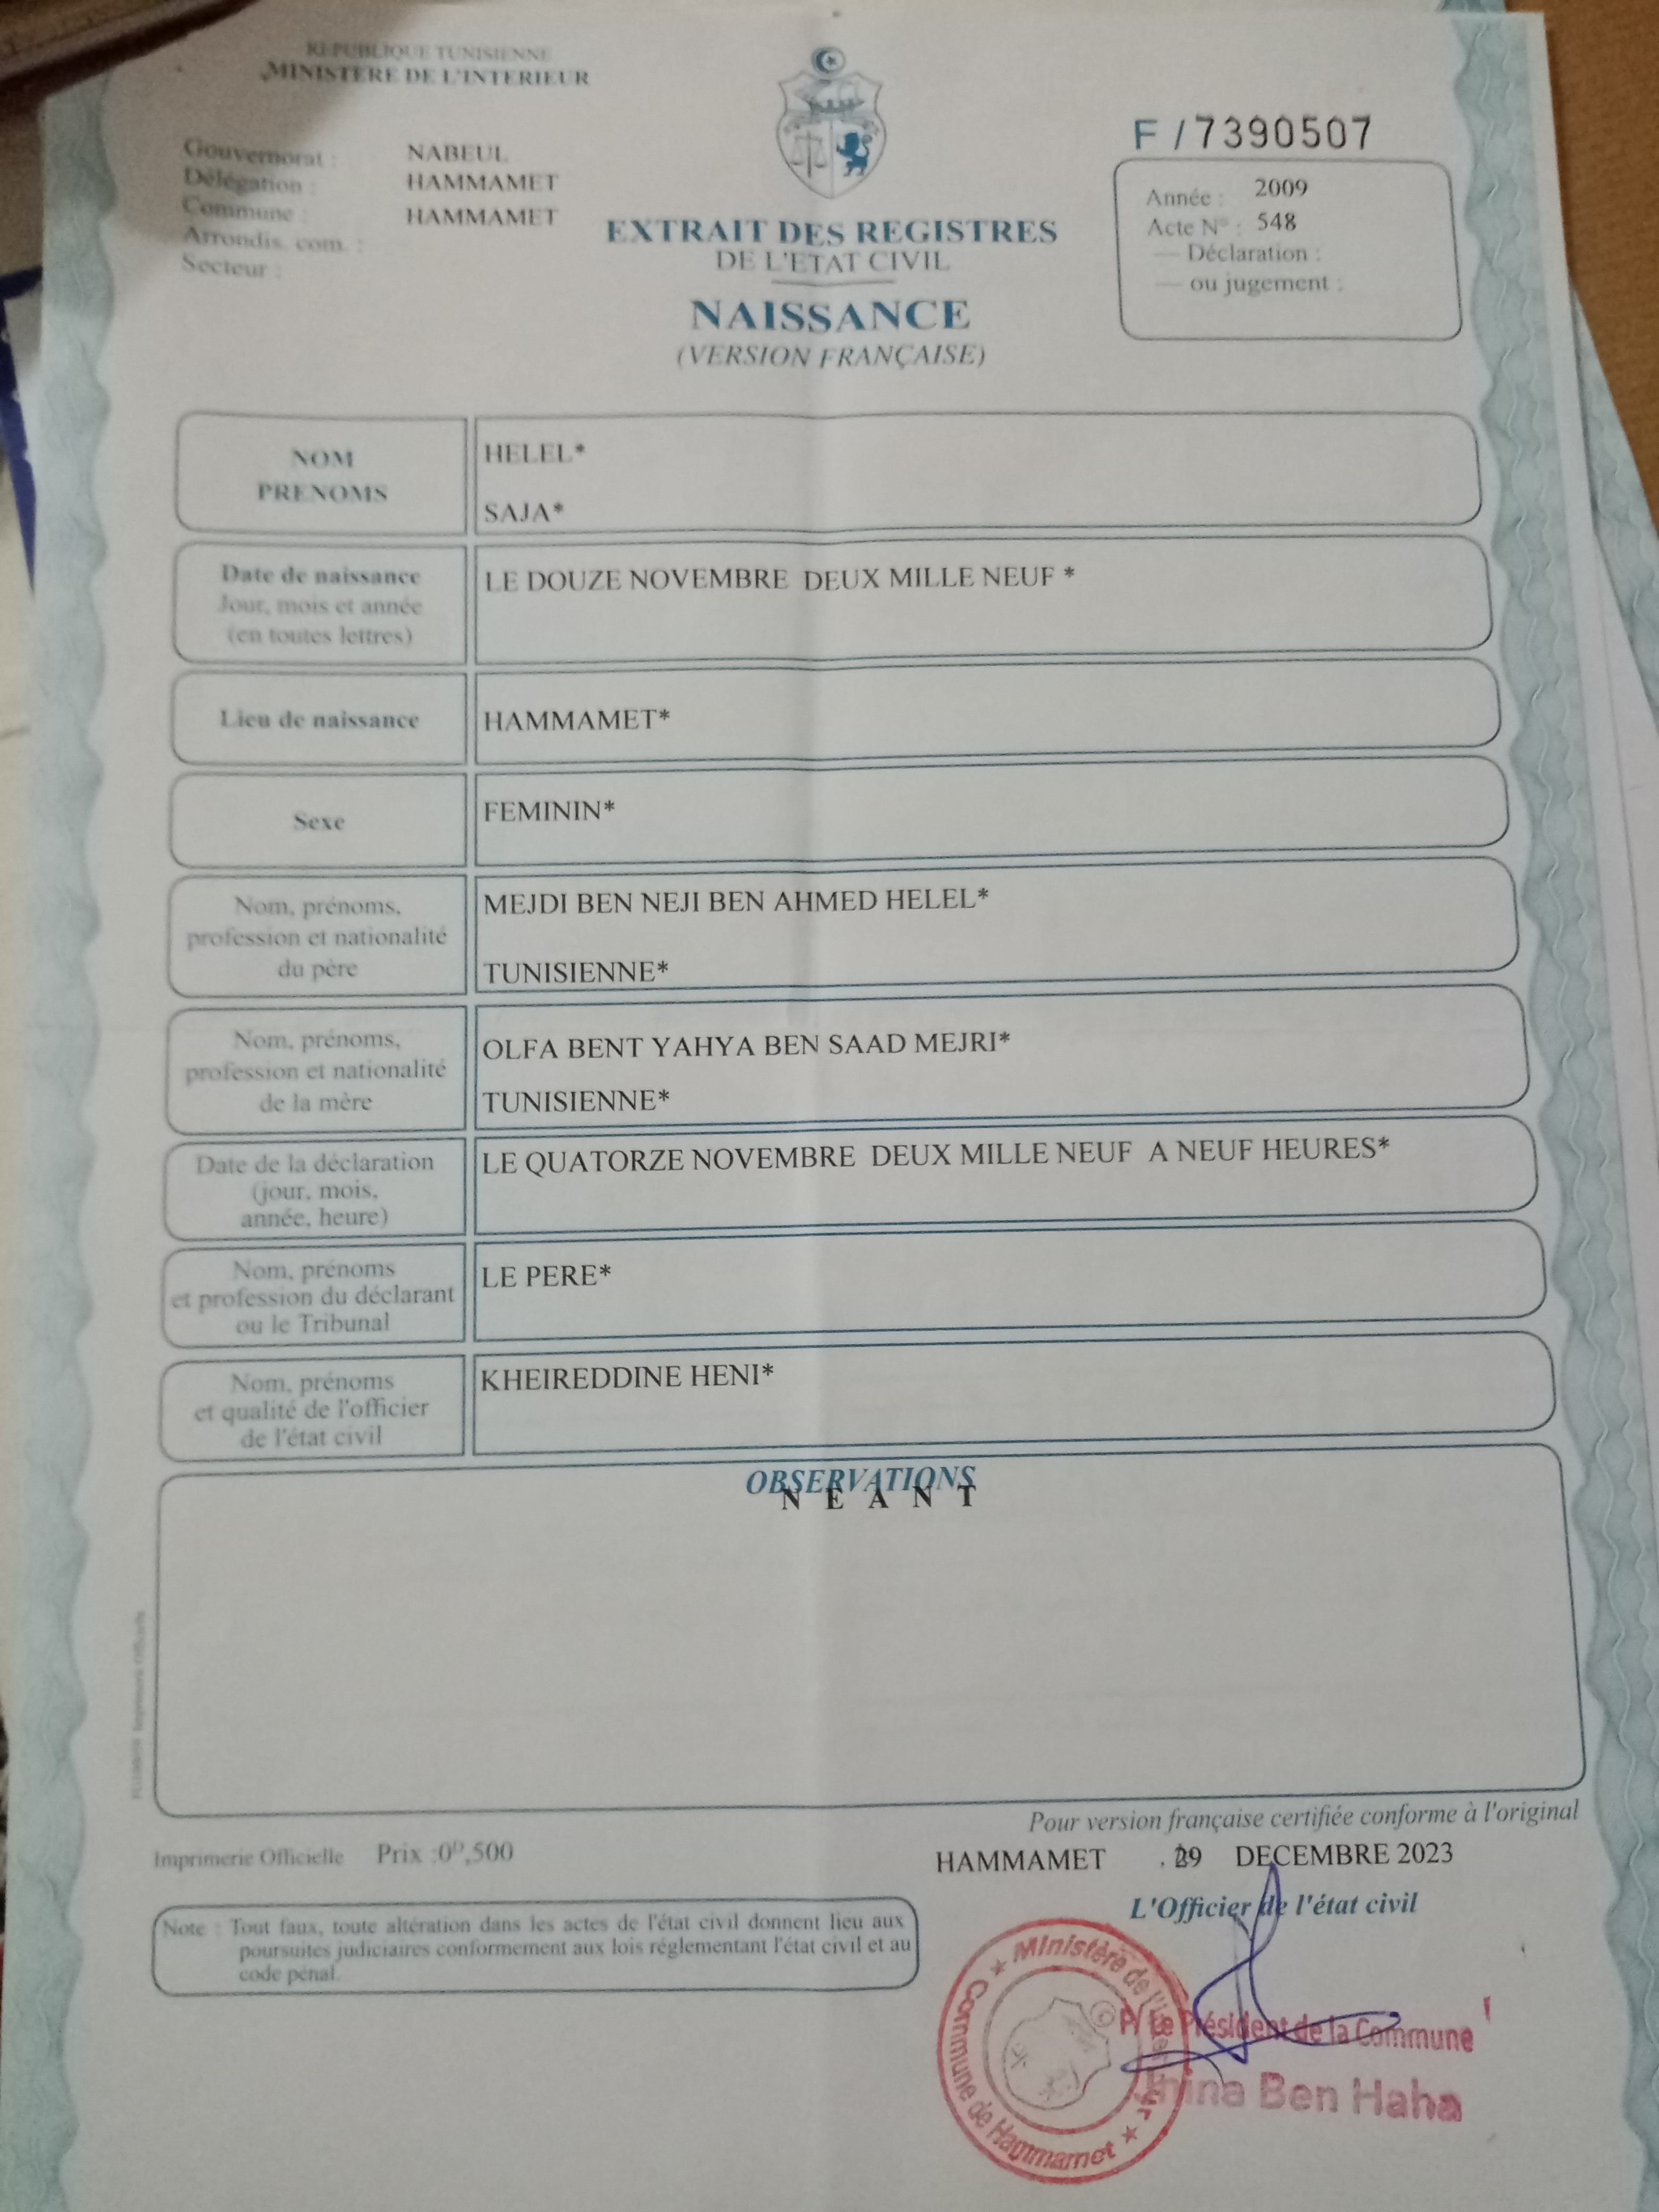 REPUBLIQUE TUNISIENNE
MINISTERE DE L'INTERIEUR
Gouvernorat : NABEUL
Délégation : HAMMAMET
Commune : HAMMAMET
Arrondis. com. :
Secteur :
F / 7390507
Année : 2009
Acte N° : 548
— Déclaration :
— ou jugement :
EXTRAIT DES REGISTRES
DE L'ETAT CIVIL
NAISSANCE
(VERSION FRANÇAISE)
NOM
PRENOMS
HELEL*
SAJA*
Date de naissance
Jour, mois et année
(en toutes lettres)
LE DOUZE NOVEMBRE DEUX MILLE NEUF *
Lieu de naissance
HAMMAMET*
Sexe
FEMININ*
Nom, prénoms,
profession et nationalité
du père
MEJDI BEN NEJI BEN AHMED HELEL*
TUNISIENNE*
Nom, prénoms,
profession et nationalité
de la mère
OLFA BENT YAHYA BEN SAAD MEJRI*
TUNISIENNE*
Date de la déclaration
(jour, mois,
année, heure)
LE QUATORZE NOVEMBRE DEUX MILLE NEUF A NEUF HEURES*
Nom, prénoms
et profession du déclarant
ou le Tribunal
LE PERE*
Nom, prénoms
et qualité de l'officier
de l'état civil
KHEIREDDINE HENI*
OBSERVATIONS
N E A N T
Pour version française certifiée conforme à l'original
Imprimerie Officielle Prix :0ᴰ,500
HAMMAMET 29 DECEMBRE 2023
L'Officier de l'état civil
Note : Tout faux, toute altération dans les actes de l'état civil donnent lieu aux
poursuites judiciaires conformement aux lois réglementant l'état civil et au
code pénal.
Ministère de l'Intérieur
Commune de Hammamet
P/ Le Président de la Commune
Ben Haha